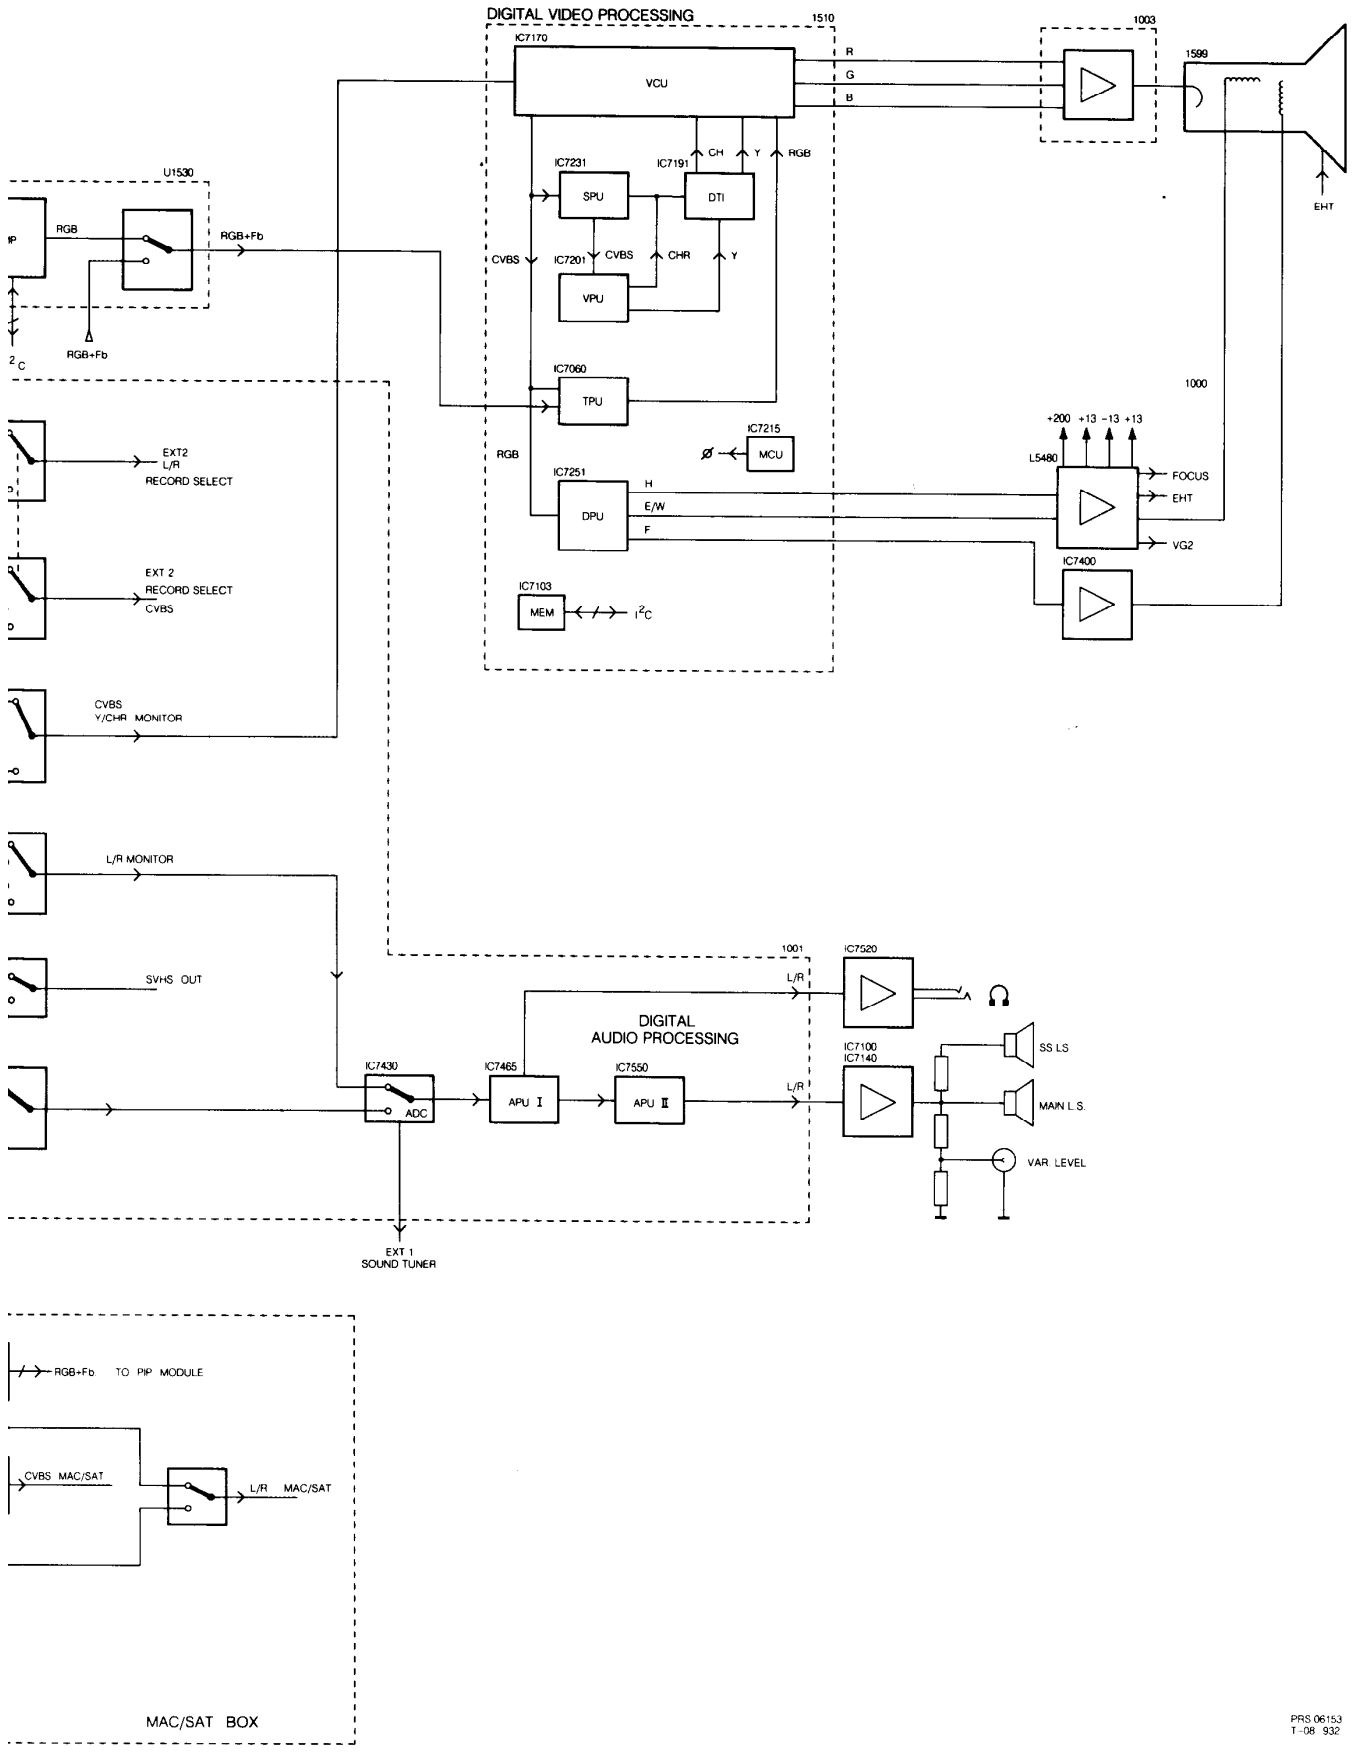 DIGITAL VIDEO PROCESSING
1510
IC7170
VCU
R
G
B
1003
1599
EHT
CH
Y
RGB
IC7231
SPU
IC7191
DTI
U1530
RGB
RGB+Fb
RGB+Fb
2C
CVBS
IC7201
CVBS
CHR
Y
VPU
IC7060
TPU
1000
+200 +13 -13 +13
L5480
FOCUS
EHT
VG2
IC7215
MCU
RGB
IC7251
DPU
H
E/W
F
IC7400
IC7103
MEM
I²C
EXT2
L/R
RECORD SELECT
EXT 2
RECORD SELECT
CVBS
CVBS
Y/CHR MONITOR
L/R MONITOR
SVHS OUT
1001
L/R
IC7520
DIGITAL
AUDIO PROCESSING
IC7430
ADC
IC7465
APU I
IC7550
APU II
L/R
IC7100
IC7140
SS LS
MAIN L.S.
VAR. LEVEL
EXT 1
SOUND TUNER
RGB+Fb TO PIP MODULE
CVBS MAC/SAT
L/R MAC/SAT
MAC/SAT BOX
PRS 06153
T-08 932